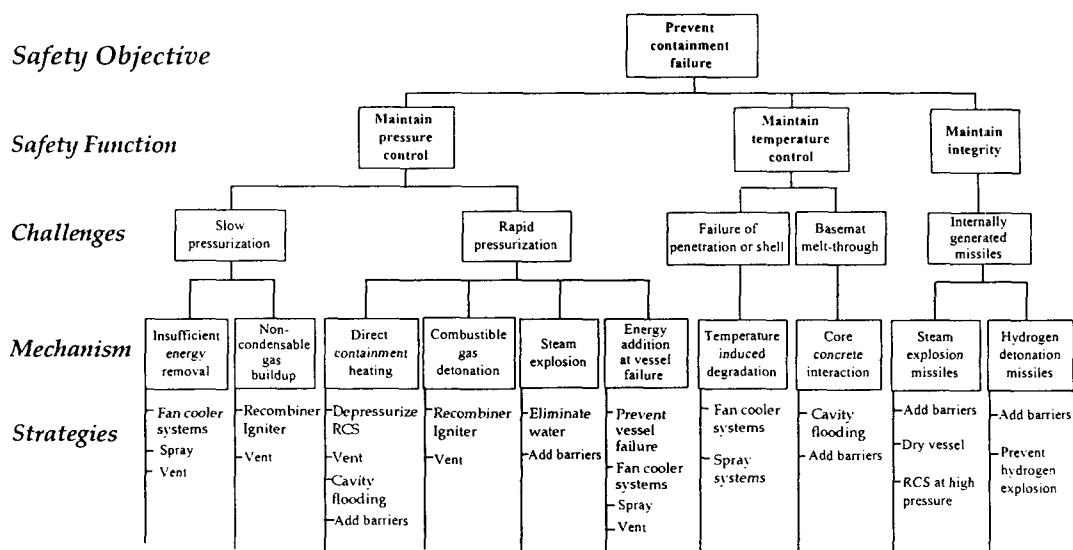 Safety Objective
Prevent
containment
failure
Safety Function
Maintain
pressure
control
Maintain
temperature
control
Maintain
integrity
Challenges
Slow
pressurization
Rapid
pressurization
Failure of
penetration or shell
Basemat
melt-through
Internally
generated
missiles
Mechanism
Insufficient
energy
removal
Non-
condensable
gas
buildup
Direct
containment
heating
Combustible
gas
detonation
Steam
explosion
Energy
addition
at vessel
failure
Temperature
induced
degradation
Core
concrete
interaction
Steam
explosion
missiles
Hydrogen
detonation
missiles
Strategies
Fan cooler
systems
Spray
Vent
Recombiner
Igniter
Vent
Depressurize
RCS
Vent
Cavity
flooding
Add barriers
Recombiner
Igniter
Vent
Eliminate
water
Add barriers
Prevent
vessel
failure
Fan cooler
systems
Spray
Vent
Fan cooler
systems
Spray
systems
Cavity
flooding
Add barriers
Add barriers
Dry vessel
RCS at high
pressure
Add barriers
Prevent
hydrogen
explosion